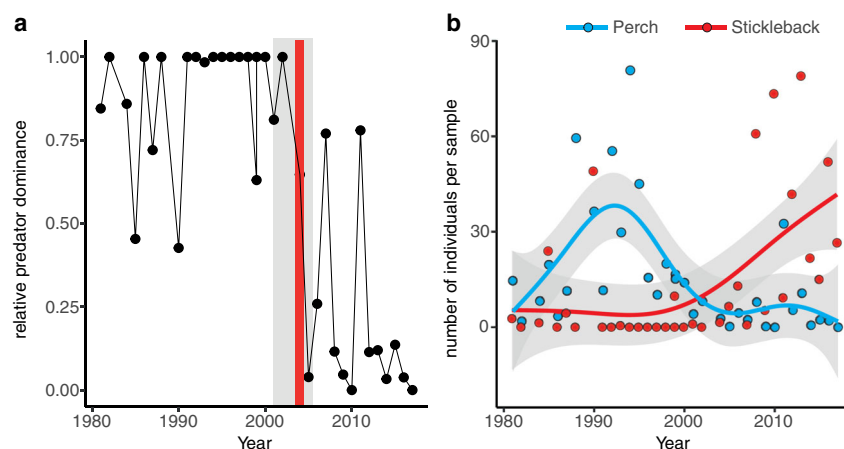 a
1.00
0.75
0.50
0.25
0.00
relative predator dominance
1980 1990 2000 2010
Year
b
Perch Stickleback
90
60
30
0
number of individuals per sample
1980 1990 2000 2010
Year